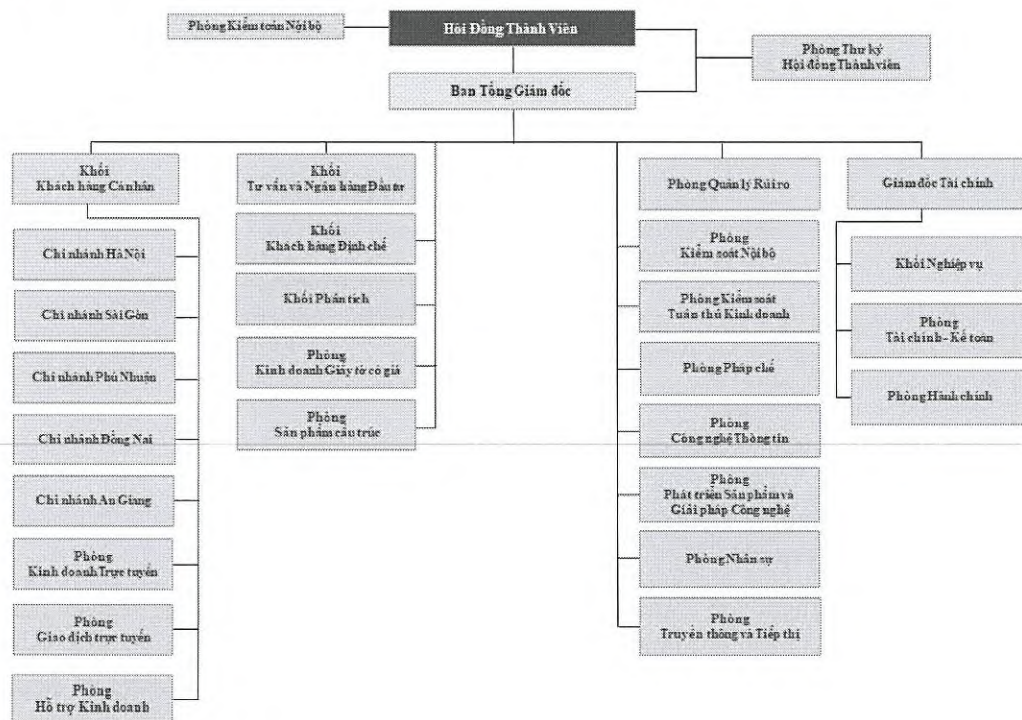 Phòng Kiểm toán Nội bộ
Hội Đồng Thành Viên
Phòng Thư ký
Hội đồng Thành viên
Ban Tổng Giám đốc
Khối
Khách hàng Cá nhân
Chi nhánh Hà Nội
Chi nhánh Sài Gòn
Chi nhánh Phú Nhuận
Chi nhánh Đồng Nai
Chi nhánh An Giang
Phòng
Kinh doanh Trực tuyến
Phòng
Giao dịch trực tuyến
Phòng
Hỗ trợ Kinh doanh
Khối
Tư vấn và Ngân hàng Đầu tư
Khối
Khách hàng Định chế
Khối Phân tích
Phòng
Kinh doanh Giấy tờ có giá
Phòng
Sản phẩm cấu trúc
Phòng Quản lý Rủi ro
Phòng
Kiểm soát Nội bộ
Phòng Kiểm soát
Tuân thủ Kinh doanh
Phòng Pháp chế
Phòng
Công nghệ Thông tin
Phòng
Phát triển Sản phẩm và
Giải pháp Công nghệ
Phòng Nhân sự
Phòng
Truyền thông và Tiếp thị
Giám đốc Tài chính
Khối Nghiệp vụ
Phòng
Tài chính - Kế toán
Phòng Hành chính